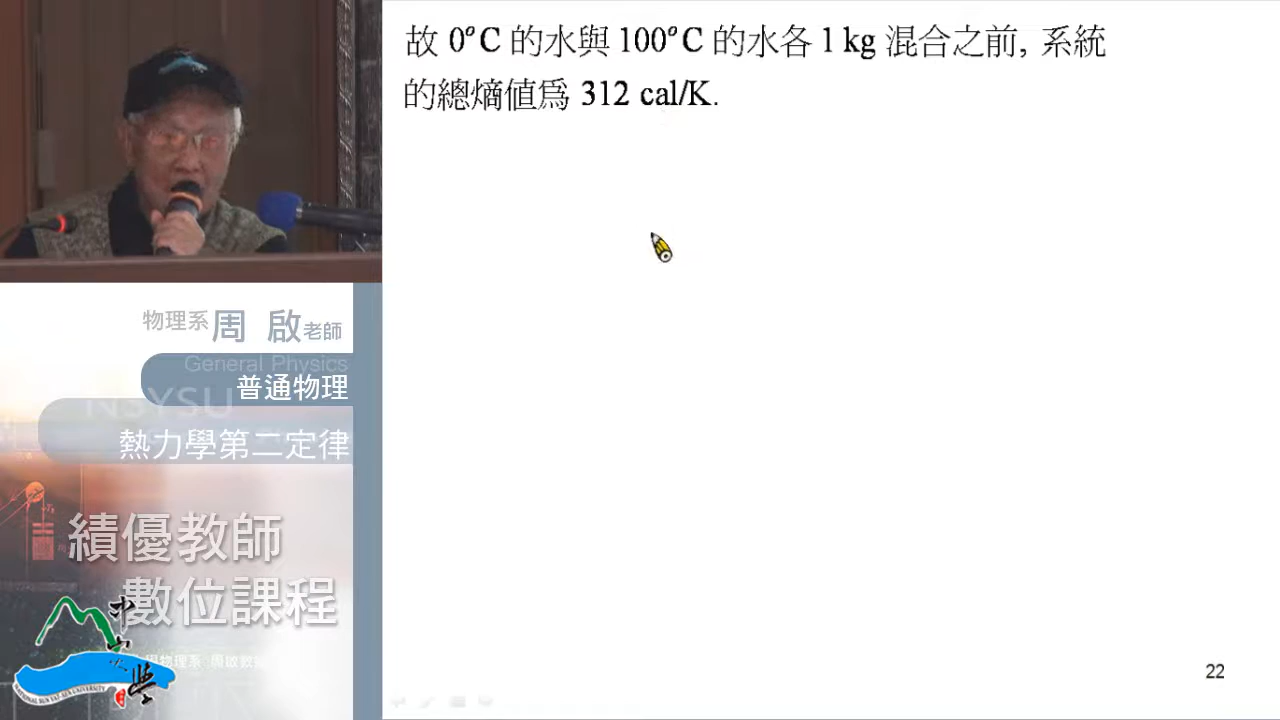 故 0°C 的水與 100°C 的水各 1 kg 混合之前, 系統
的總熵值爲 312 cal/K.
物理系周 啟老師
General Physics
普通物理
NSYSU
熱力學第二定律
績優教師
數位課程
22